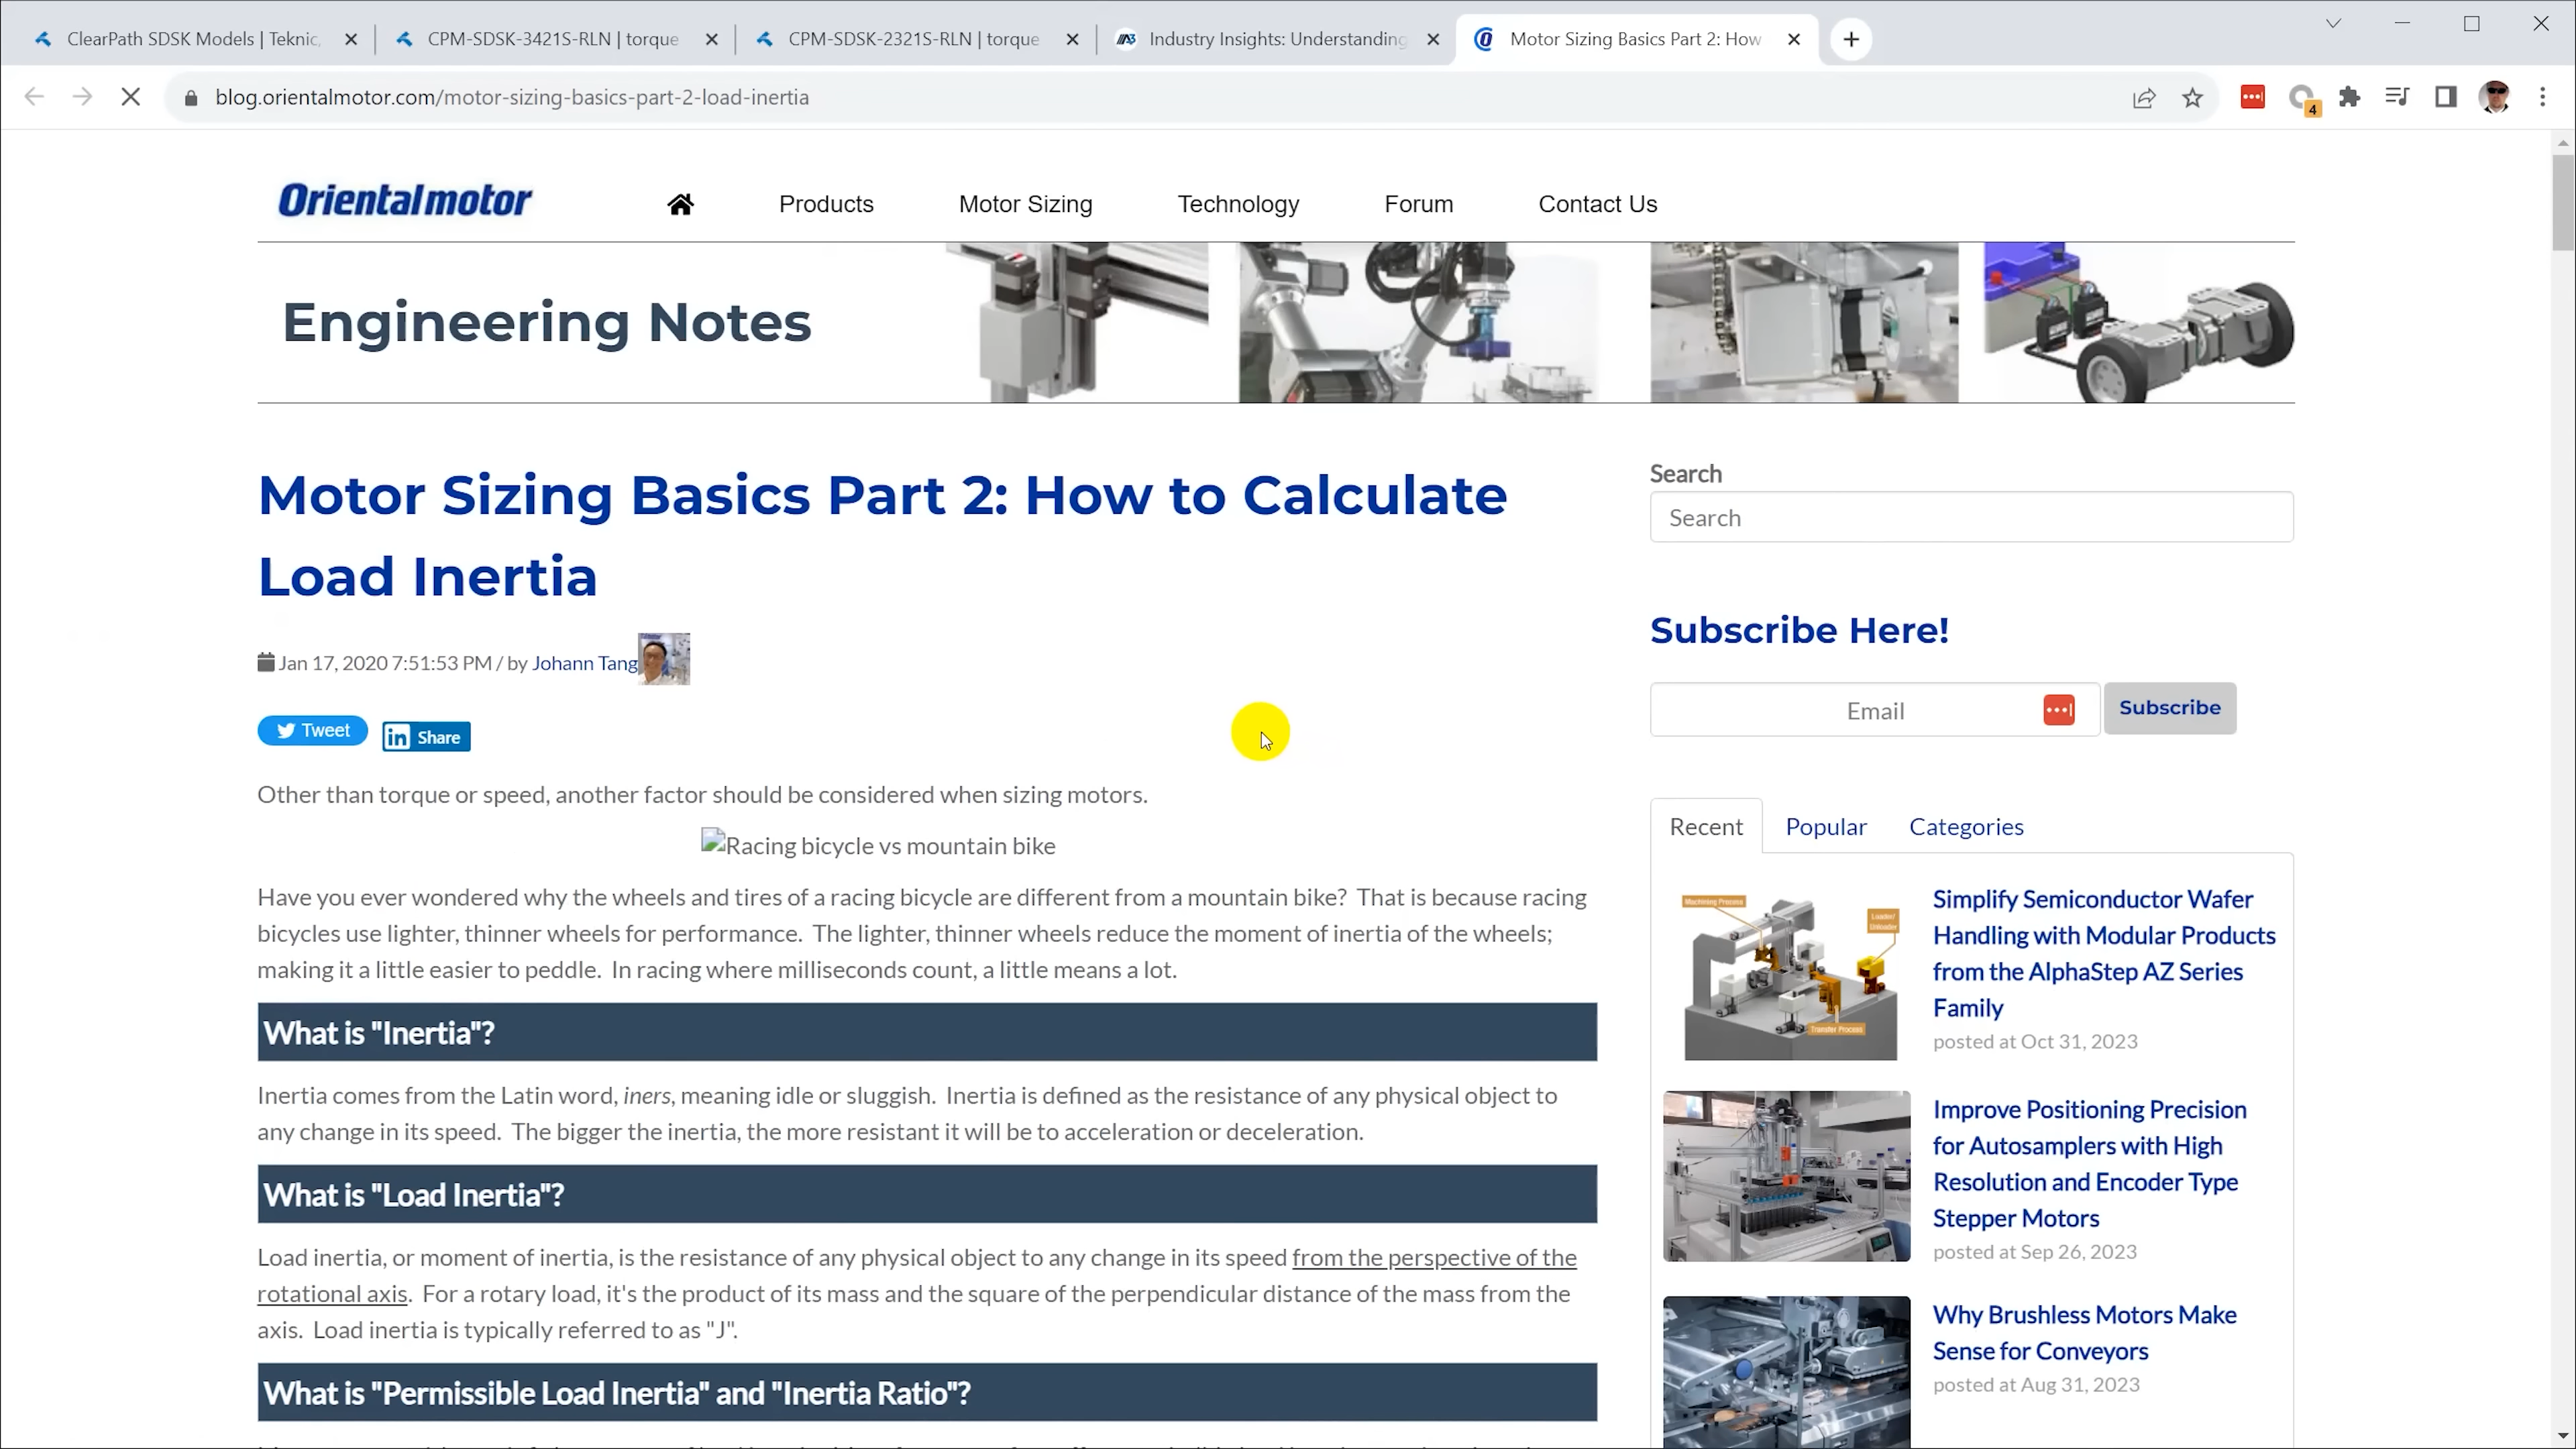 ClearPath SDSK Models | Teknic,
CPM-SDSK-3421S-RLN | torque
CPM-SDSK-2321S-RLN | torque
Industry Insights: Understanding
Motor Sizing Basics Part 2: How
blog.orientalmotor.com/motor-sizing-basics-part-2-load-inertia
4
Orientalmotor
Products
Motor Sizing
Technology
Forum
Contact Us
Engineering Notes
Motor Sizing Basics Part 2: How to Calculate
Load Inertia
Jan 17, 2020 7:51:53 PM / by Johann Tang
Tweet
in Share
Other than torque or speed, another factor should be considered when sizing motors.
Racing bicycle vs mountain bike
Have you ever wondered why the wheels and tires of a racing bicycle are different from a mountain bike?  That is because racing
bicycles use lighter, thinner wheels for performance.  The lighter, thinner wheels reduce the moment of inertia of the wheels;
making it a little easier to peddle.  In racing where milliseconds count, a little means a lot.
What is "Inertia"?
Inertia comes from the Latin word, iners, meaning idle or sluggish.  Inertia is defined as the resistance of any physical object to
any change in its speed.  The bigger the inertia, the more resistant it will be to acceleration or deceleration.
What is "Load Inertia"?
Load inertia, or moment of inertia, is the resistance of any physical object to any change in its speed from the perspective of the
rotational axis.  For a rotary load, it's the product of its mass and the square of the perpendicular distance of the mass from the
axis.  Load inertia is typically referred to as "J".
What is "Permissible Load Inertia" and "Inertia Ratio"?
Search
Search
Subscribe Here!
Email
Subscribe
Recent
Popular
Categories
Machining Process
Loader/
Unloader
Transfer Process
Simplify Semiconductor Wafer
Handling with Modular Products
from the AlphaStep AZ Series
Family
posted at Oct 31, 2023
Improve Positioning Precision
for Autosamplers with High
Resolution and Encoder Type
Stepper Motors
posted at Sep 26, 2023
Why Brushless Motors Make
Sense for Conveyors
posted at Aug 31, 2023